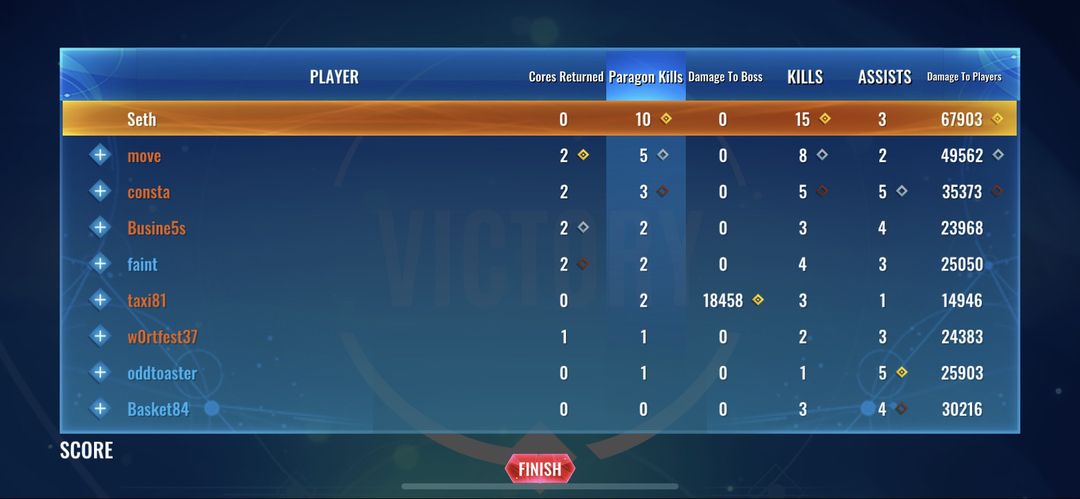 PLAYER Cores Returned Paragon Kills Damage To Boss KILLS ASSISTS Damage To Players
Seth 0 10 0 15 3 67903
move 2 5 0 8 2 49562
consta 2 3 0 5 5 35373
Busine5s 2 2 0 3 4 23968
faint 2 2 0 4 3 25050
taxi81 0 2 18458 3 1 14946
w0rtfest37 1 1 0 2 3 24383
oddtoaster 0 1 0 1 5 25903
Basket84 0 0 0 3 4 30216
VICTORY
SCORE
FINISH